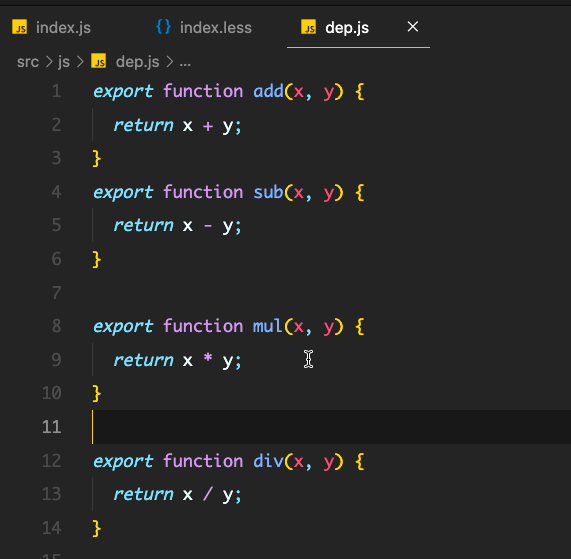 JS index.js {} index.less JS dep.js ×
src > js > JS dep.js > ...
1 export function add(x, y) {
2 return x + y;
3 }
4 export function sub(x, y) {
5 return x - y;
6 }
7
8 export function mul(x, y) {
9 return x * y;
10 }
11
12 export function div(x, y) {
13 return x / y;
14 }